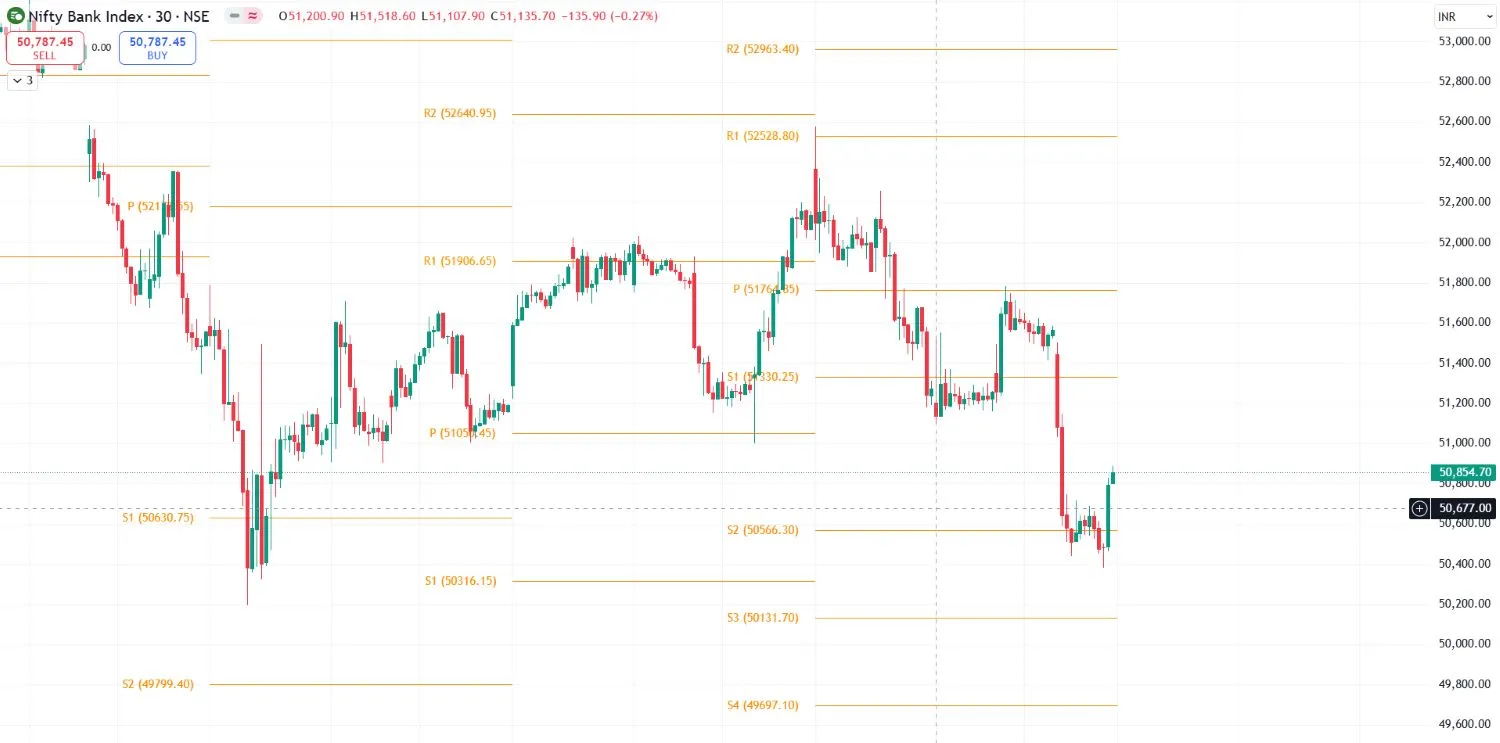 Nifty Bank Index · 30 · NSE
O51,200.90 H51,518.60 L51,107.90 C51,135.70 −135.90 (−0.27%)
INR
50,787.45
SELL
0.00
50,787.45
BUY
3
R2 (52963.40)
R2 (52640.95)
R1 (52528.80)
R1 (51906.65)
P (51764.35)
S1 (51330.25)
P (51050.45)
S1 (50630.75)
S2 (50566.30)
S1 (50316.15)
S3 (50131.70)
S2 (49799.40)
S4 (49697.10)
53,000.00
52,800.00
52,600.00
52,400.00
52,200.00
52,000.00
51,800.00
51,600.00
51,400.00
51,200.00
51,000.00
50,854.70
50,800.00
50,677.00
50,600.00
50,400.00
50,200.00
50,000.00
49,800.00
49,600.00